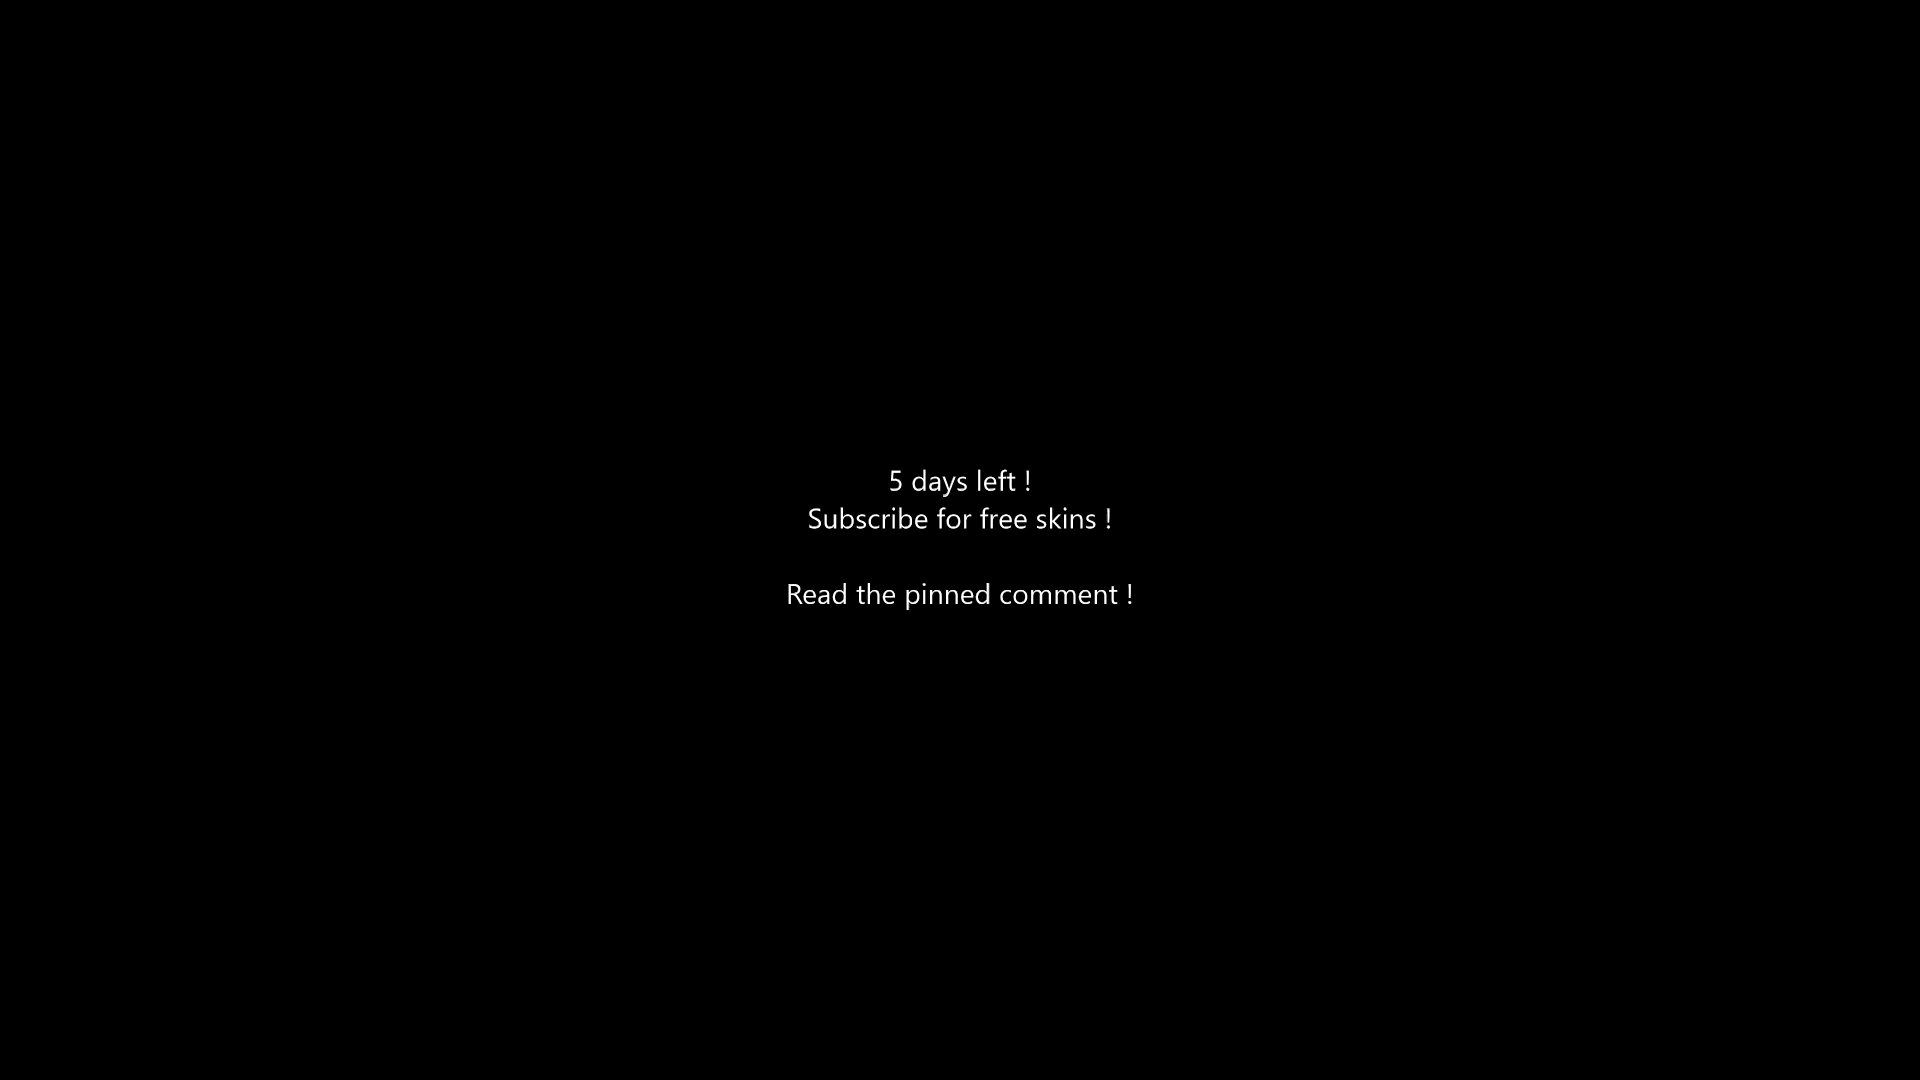 5 days left !
Subscribe for free skins !
Read the pinned comment !